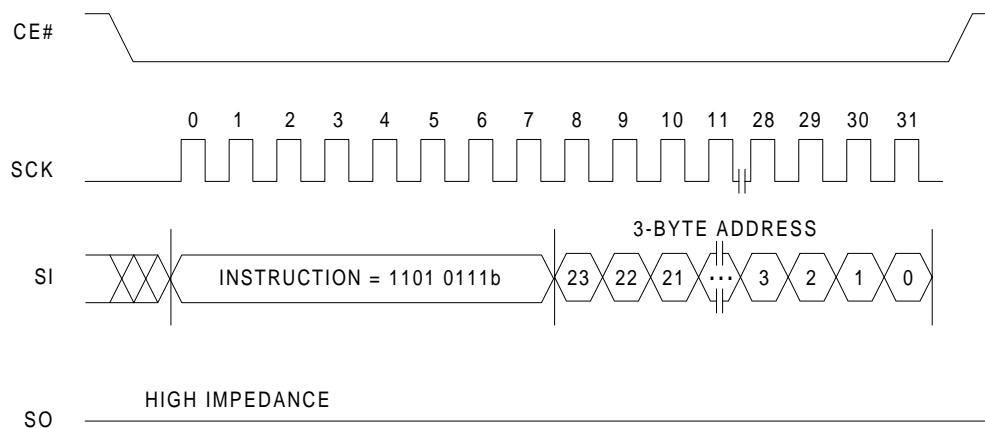 CE#
0 1 2 3 4 5 6 7 8 9 10 11 28 29 30 31
SCK
3-BYTE ADDRESS
SI INSTRUCTION = 1101 0111b 23 22 21 ... 3 2 1 0
HIGH IMPEDANCE
SO